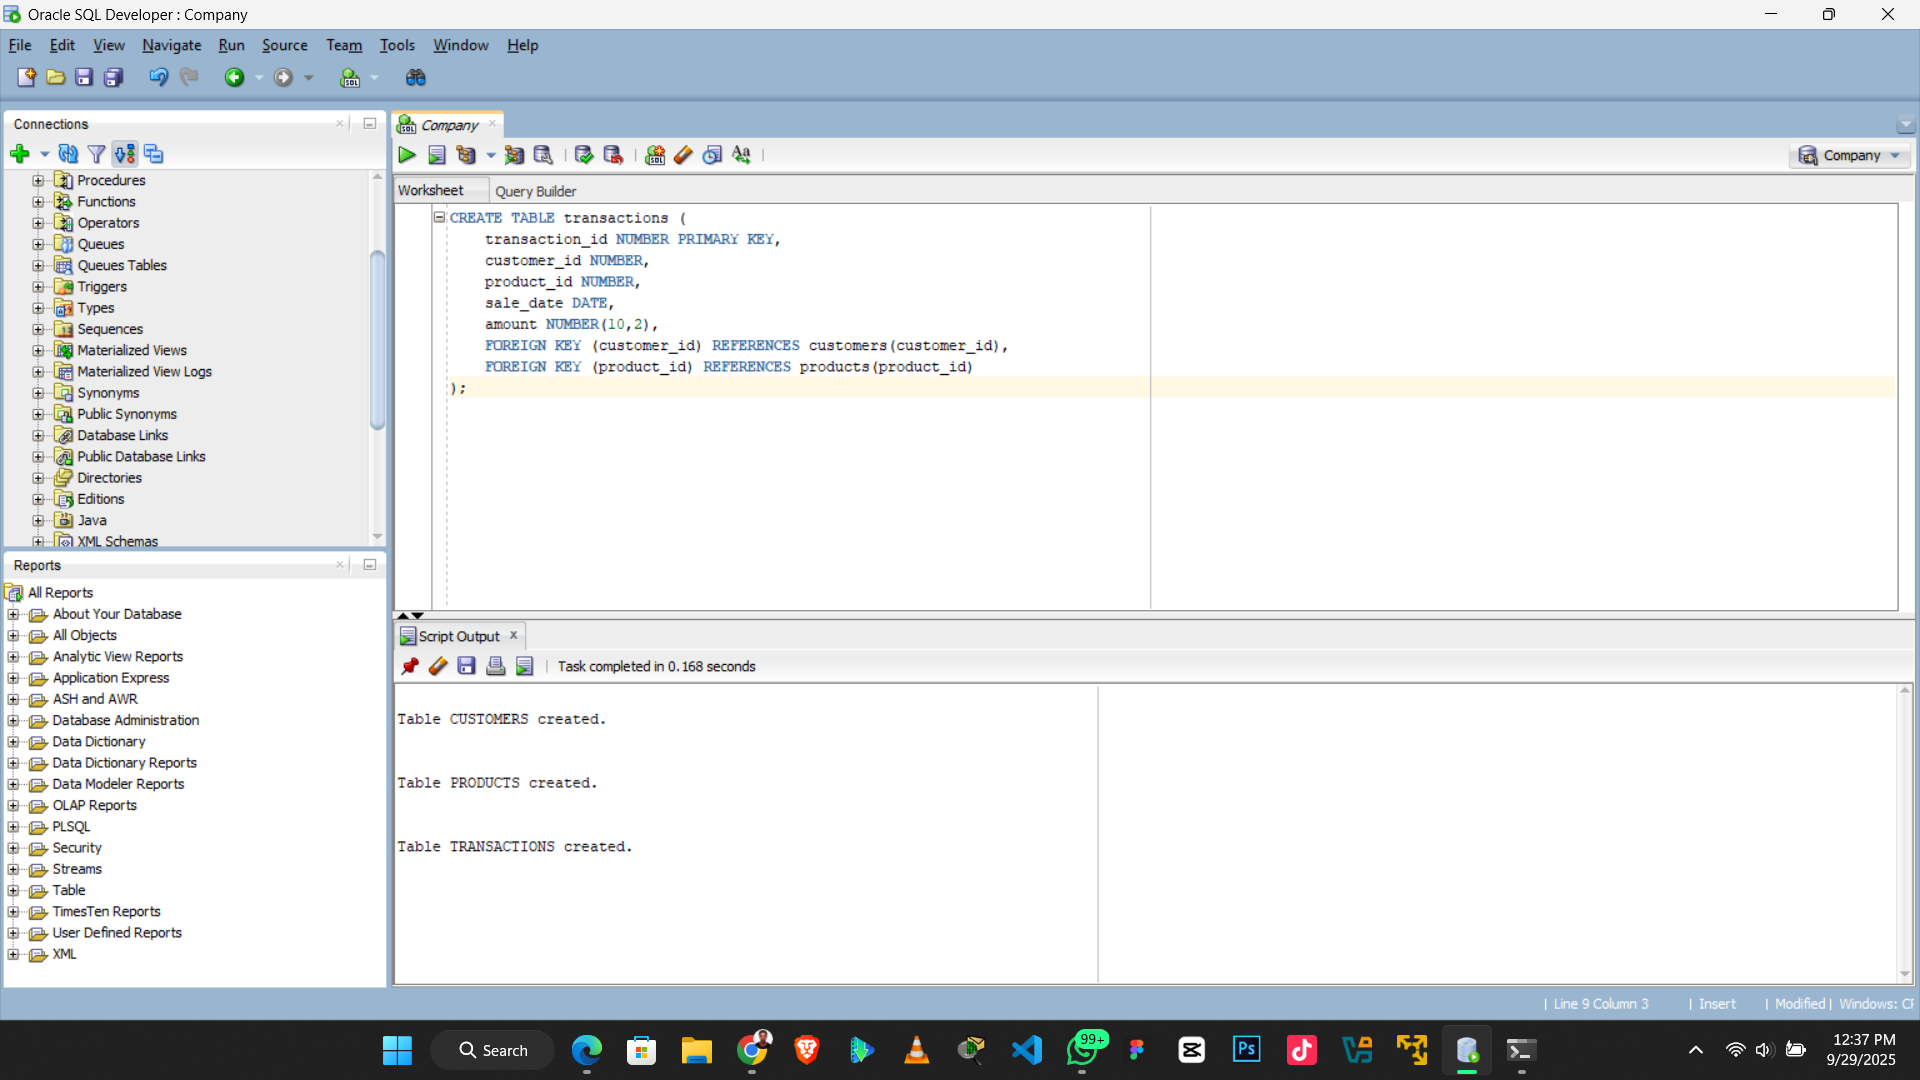 Oracle SQL Developer : Company
File Edit View Navigate Run Source Team Tools Window Help
Connections
Procedures
Functions
Operators
Queues
Queues Tables
Triggers
Types
Sequences
Materialized Views
Materialized View Logs
Synonyms
Public Synonyms
Database Links
Public Database Links
Directories
Editions
Java
XML Schemas
Reports
All Reports
About Your Database
All Objects
Analytic View Reports
Application Express
ASH and AWR
Database Administration
Data Dictionary
Data Dictionary Reports
Data Modeler Reports
OLAP Reports
PLSQL
Security
Streams
Table
TimesTen Reports
User Defined Reports
XML
Company
Company
Worksheet Query Builder
CREATE TABLE transactions (
transaction_id NUMBER PRIMARY KEY,
customer_id NUMBER,
product_id NUMBER,
sale_date DATE,
amount NUMBER(10,2),
FOREIGN KEY (customer_id) REFERENCES customers(customer_id),
FOREIGN KEY (product_id) REFERENCES products(product_id)
);
Script Output
Task completed in 0.168 seconds
Table CUSTOMERS created.
Table PRODUCTS created.
Table TRANSACTIONS created.
| Line 9 Column 3 | Insert | Modified | Windows: CF
Search
99+
Ps
12:37 PM
9/29/2025